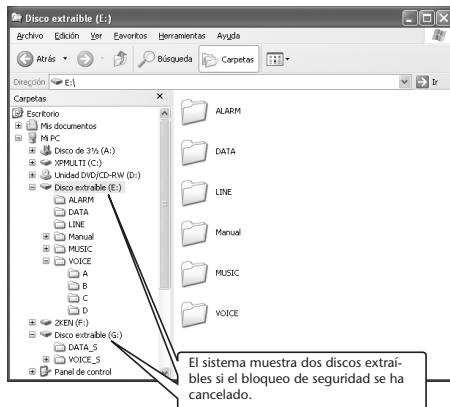 Disco extraíble (E:)
Archivo Edición Ver Favoritos Herramientas Ayuda
Atrás Búsqueda Carpetas
Dirección E:\ Ir
Carpetas
Escritorio
Mis documentos
Mi PC
Disco de 3½ (A:)
XPMULTI (C:)
Unidad DVD/CD-RW (D:)
Disco extraíble (E:)
ALARM
DATA
LINE
Manual
MUSIC
VOICE
A
B
C
D
2KEN (F:)
Disco extraíble (G:)
DATA_S
VOICE_S
Panel de control
ALARM
DATA
LINE
Manual
MUSIC
VOICE
El sistema muestra dos discos extraí-
bles si el bloqueo de seguridad se ha
cancelado.